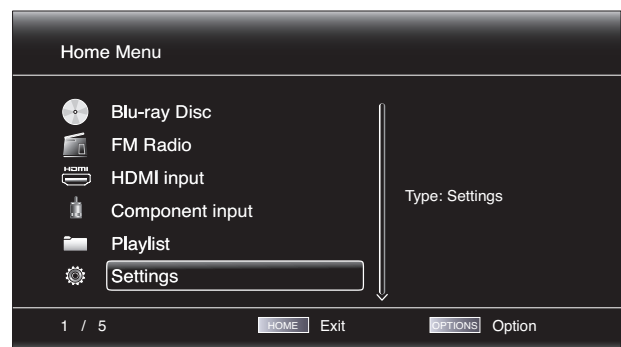 Home Menu
Blu-ray Disc
FM Radio
HDMI
HDMI input
Component input
Type: Settings
Playlist
Settings
1 / 5
HOME Exit
OPTIONS Option